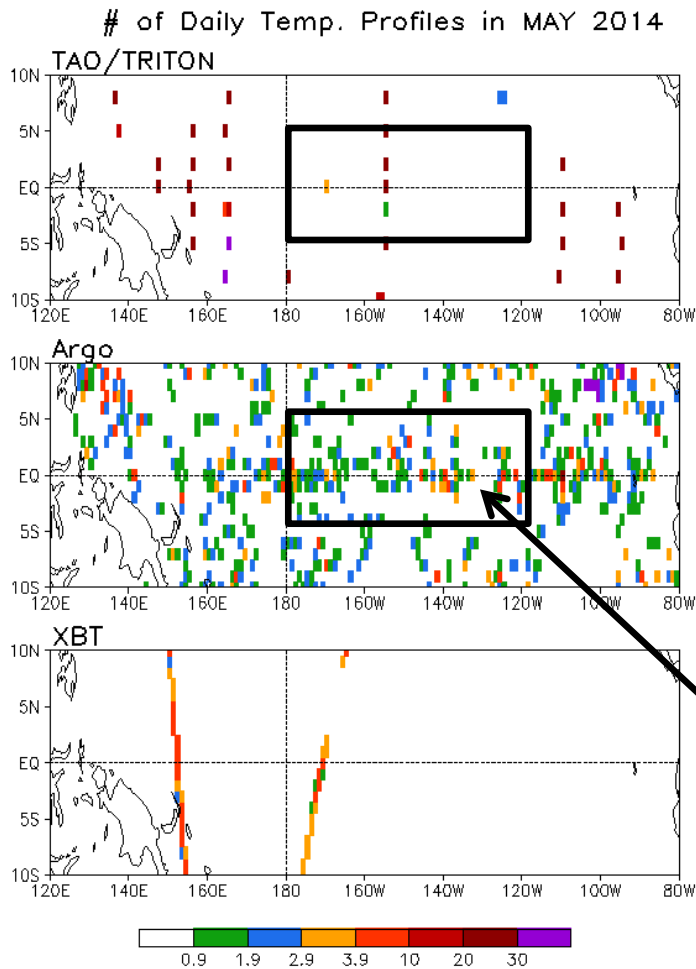 # of Daily Temp. Profiles in MAY 2014
TAO/TRITON
10N
5N
EQ
5S
10S
120E 140E 160E 180 160W 140W 120W 100W 80W
Argo
10N
5N
EQ
5S
10S
120E 140E 160E 180 160W 140W 120W 100W 80W
XBT
10N
5N
EQ
5S
10S
120E 140E 160E 180 160W 140W 120W 100W 80W
0.9 1.9 2.9 3.9 10 20 30